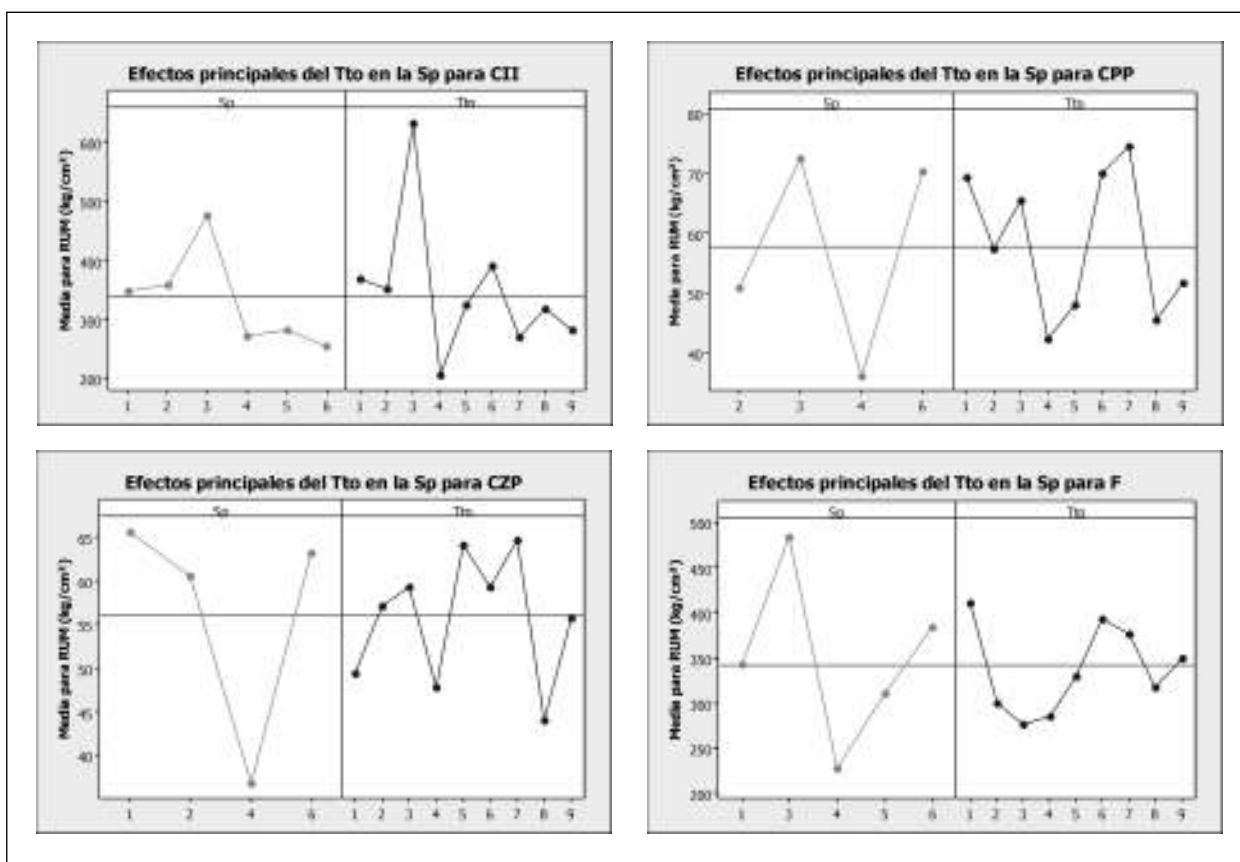 Efectos principales del Tto en la Sp para CII
Sp Tto
Media para RUM (kg/cm²)
600
500
400
300
200
1 2 3 4 5 6 1 2 3 4 5 6 7 8 9
Efectos principales del Tto en la Sp para CPP
Sp Tto
Media para RUM (kg/cm²)
80
70
60
50
40
2 3 4 6 1 2 3 4 5 6 7 8 9
Efectos principales del Tto en la Sp para CZP
Sp Tto
Media para RUM (kg/cm²)
65
60
55
50
45
40
1 2 4 6 1 2 3 4 5 6 7 8 9
Efectos principales del Tto en la Sp para F
Sp Tto
Media para RUM (kg/cm²)
500
450
400
350
300
250
200
1 3 4 5 6 1 2 3 4 5 6 7 8 9